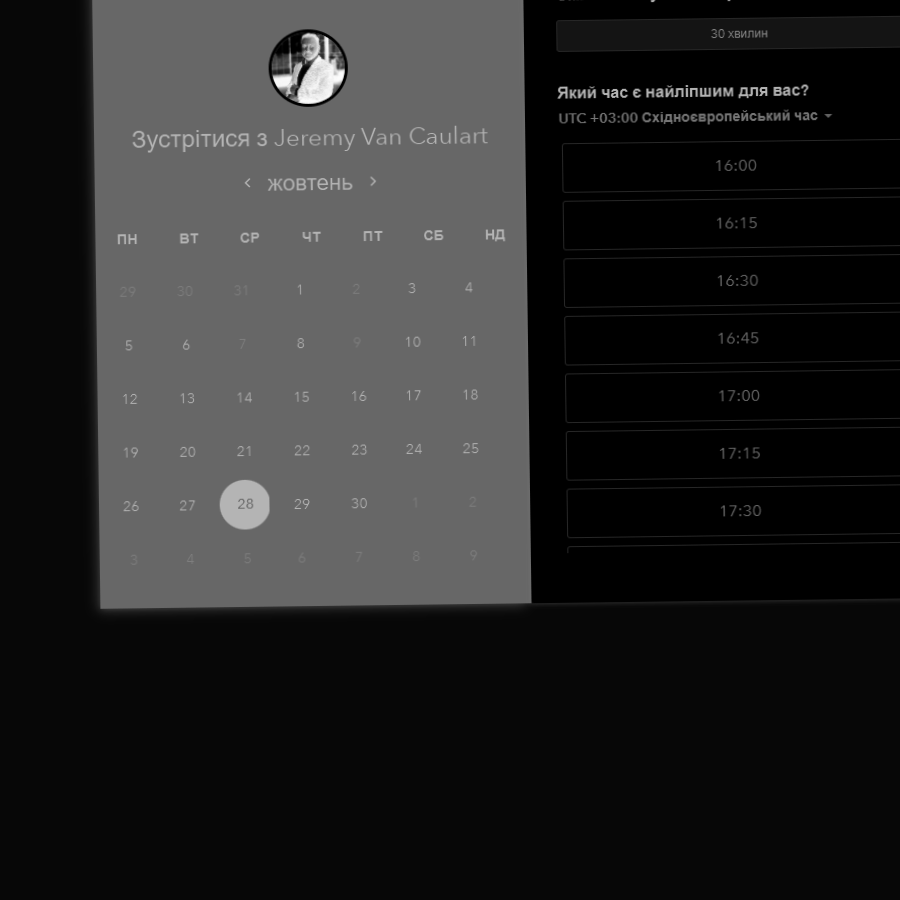 Зустрітися з Jeremy Van Caulart
жовтень
ПН ВТ СР ЧТ ПТ СБ НД
29 30 31 1 2 3 4
5 6 7 8 9 10 11
12 13 14 15 16 17 18
19 20 21 22 23 24 25
26 27 28 29 30 1 2
3 4 5 6 7 8 9
30 хвилин
Який час є найліпшим для вас?
UTC +03:00 Східноєвропейський час
16:00
16:15
16:30
16:45
17:00
17:15
17:30